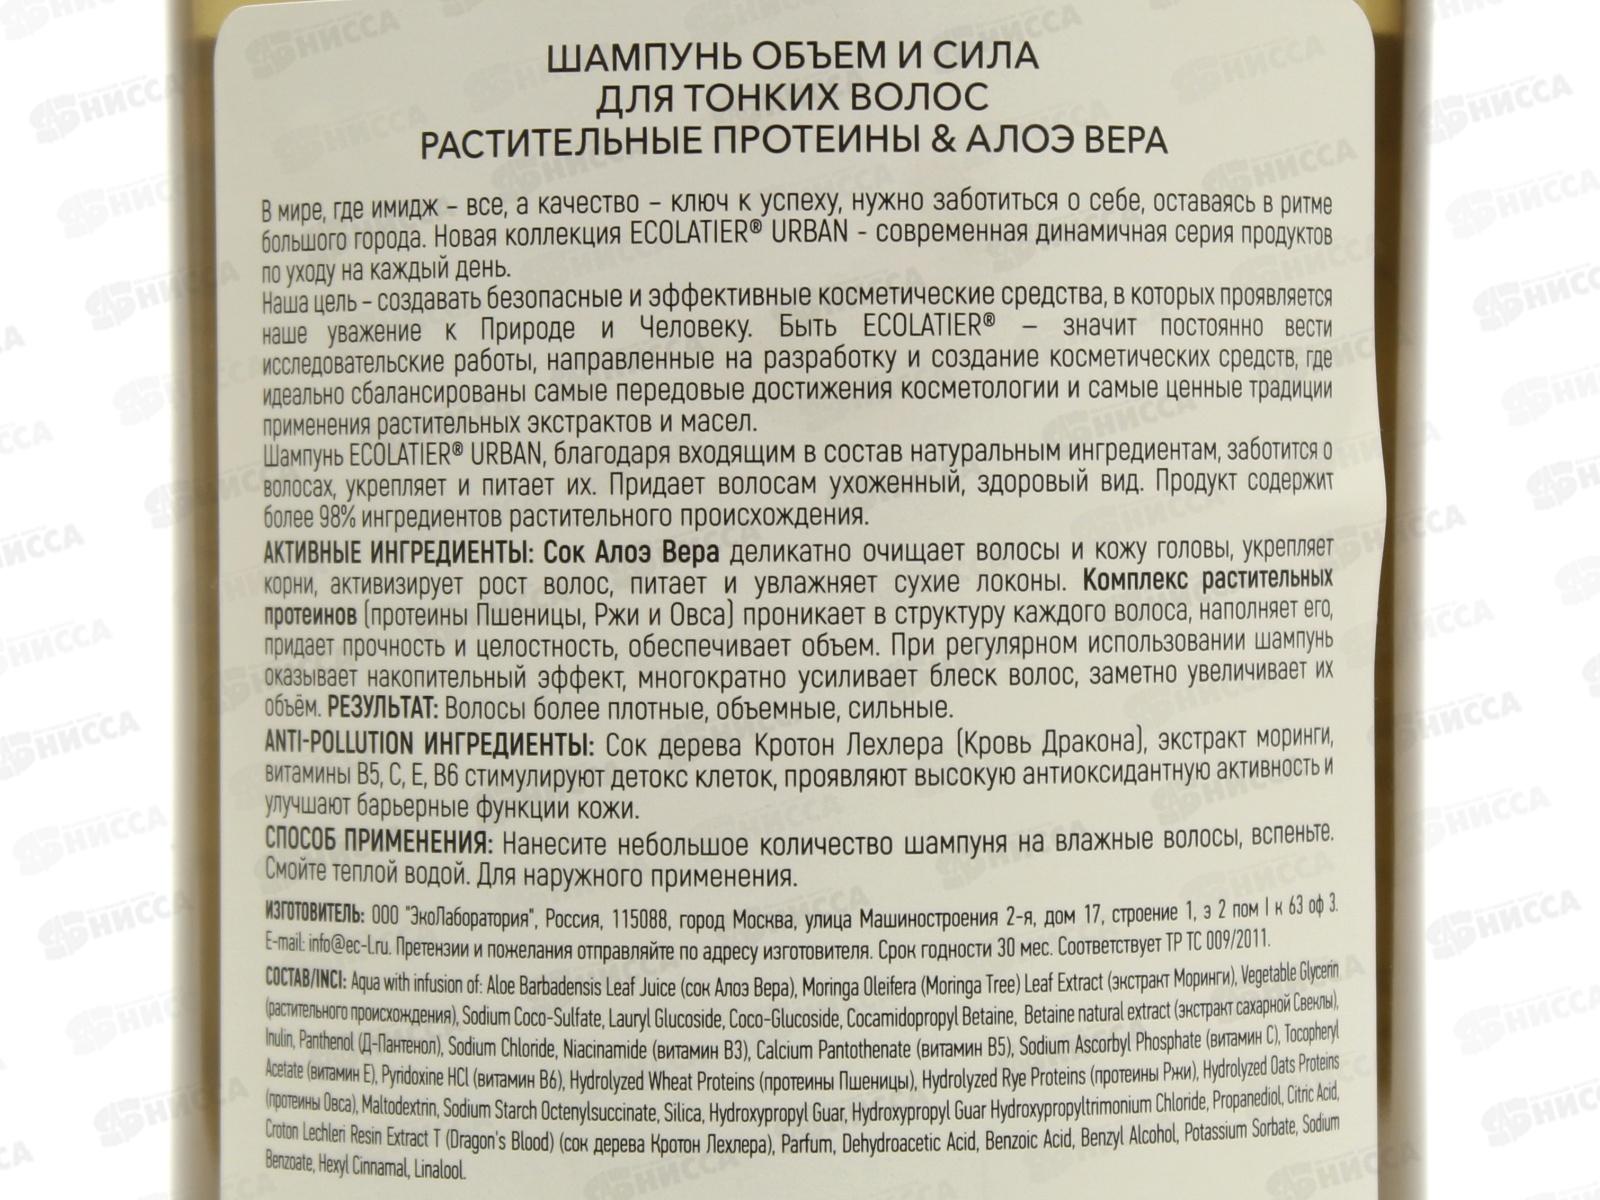 ШАМПУНЬ ОБЪЕМ И СИЛА
ДЛЯ ТОНКИХ ВОЛОС
РАСТИТЕЛЬНЫЕ ПРОТЕИНЫ & АЛОЭ ВЕРА
В мире, где имидж – все, а качество – ключ к успеху, нужно заботиться о себе, оставаясь в ритме
большого города. Новая коллекция ECOLATIER® URBAN - современная динамичная серия продуктов
по уходу на каждый день.
Наша цель – создавать безопасные и эффективные косметические средства, в которых проявляется
наше уважение к Природе и Человеку. Быть ECOLATIER® – значит постоянно вести
исследовательские работы, направленные на разработку и создание косметических средств, где
идеально сбалансированы самые передовые достижения косметологии и самые ценные традиции
применения растительных экстрактов и масел.
Шампунь ECOLATIER® URBAN, благодаря входящим в состав натуральным ингредиентам, заботится о
волосах, укрепляет и питает их. Придает волосам ухоженный, здоровый вид. Продукт содержит
более 98% ингредиентов растительного происхождения.
АКТИВНЫЕ ИНГРЕДИЕНТЫ: Сок Алоэ Вера деликатно очищает волосы и кожу головы, укрепляет
корни, активизирует рост волос, питает и увлажняет сухие локоны. Комплекс растительных
протеинов (протеины Пшеницы, Ржи и Овса) проникает в структуру каждого волоса, наполняет его,
придает прочность и целостность, обеспечивает объем. При регулярном использовании шампунь
оказывает накопительный эффект, многократно усиливает блеск волос, заметно увеличивает их
объём. РЕЗУЛЬТАТ: Волосы более плотные, объемные, сильные.
ANTI-POLLUTION ИНГРЕДИЕНТЫ: Сок дерева Кротон Лехлера (Кровь Дракона), экстракт моринги,
витамины B5, C, E, B6 стимулируют детокс клеток, проявляют высокую антиоксидантную активность и
улучшают барьерные функции кожи.
СПОСОБ ПРИМЕНЕНИЯ: Нанесите небольшое количество шампуня на влажные волосы, вспеньте.
Смойте теплой водой. Для наружного применения.
ИЗГОТОВИТЕЛЬ: ООО "ЭкоЛаборатория", Россия, 115088, город Москва, улица Машиностроения 2-я, дом 17, строение 1, э 2 пом I к 63 оф 3.
E-mail: info@ec-l.ru. Претензии и пожелания отправляйте по адресу изготовителя. Срок годности 30 мес. Соответствует ТР ТС 009/2011.
СОСТАВ/INCI: Aqua with infusion of: Aloe Barbadensis Leaf Juice (сок Алоэ Вера), Moringa Oleifera (Moringa Tree) Leaf Extract (экстракт Моринги), Vegetable Glycerin
(растительного происхождения), Sodium Coco-Sulfate, Lauryl Glucoside, Coco-Glucoside, Cocamidopropyl Betaine, Betaine natural extract (экстракт сахарной Свеклы),
Inulin, Panthenol (Д-Пантенол), Sodium Chloride, Niacinamide (витамин B3), Calcium Pantothenate (витамин B5), Sodium Ascorbyl Phosphate (витамин C), Tocopheryl
Acetate (витамин E), Pyridoxine HCl (витамин B6), Hydrolyzed Wheat Proteins (протеины Пшеницы), Hydrolyzed Rye Proteins (протеины Ржи), Hydrolyzed Oats Proteins
(протеины Овса), Maltodextrin, Sodium Starch Octenylsuccinate, Silica, Hydroxypropyl Guar, Hydroxypropyl Guar Hydroxypropyltrimonium Chloride, Propanediol, Citric Acid,
Croton Lechleri Resin Extract T (Dragon's Blood) (сок дерева Кротон Лехлера), Parfum, Dehydroacetic Acid, Benzoic Acid, Benzyl Alcohol, Potassium Sorbate, Sodium
Benzoate, Hexyl Cinnamal, Linalool.